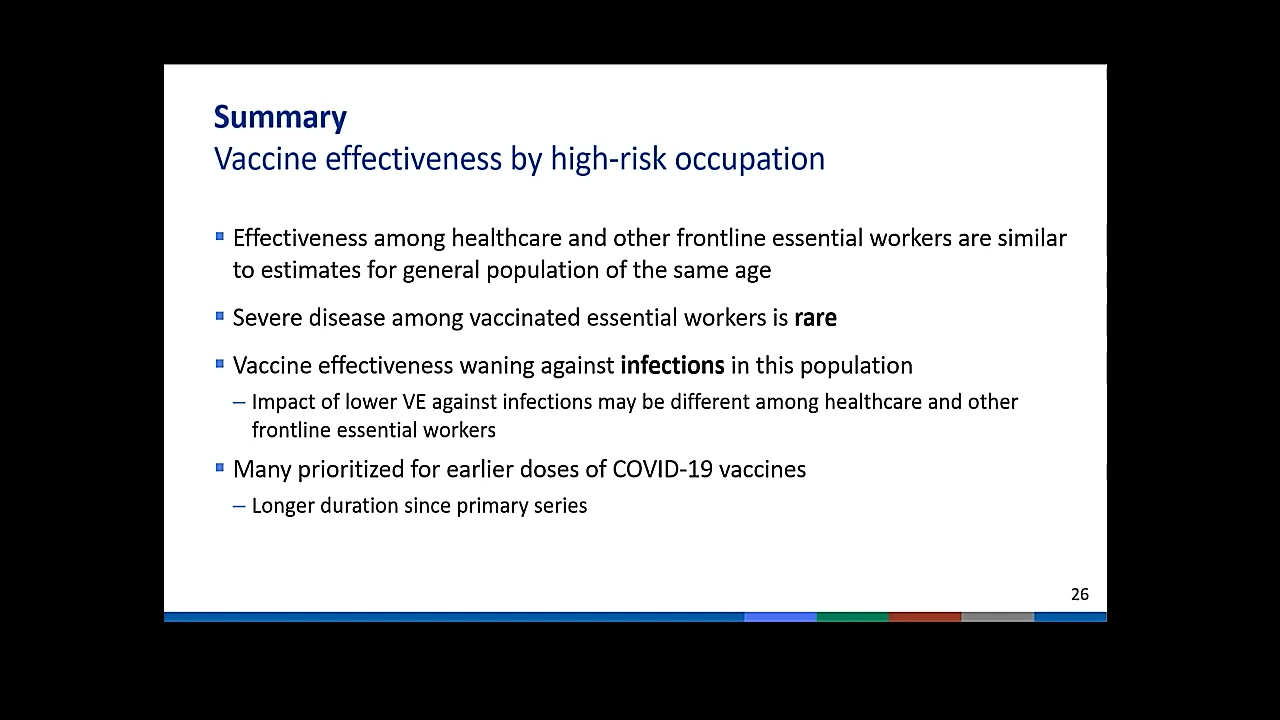 Summary
Vaccine effectiveness by high-risk occupation
▪ Effectiveness among healthcare and other frontline essential workers are similar
to estimates for general population of the same age
▪ Severe disease among vaccinated essential workers is rare
▪ Vaccine effectiveness waning against infections in this population
– Impact of lower VE against infections may be different among healthcare and other
frontline essential workers
▪ Many prioritized for earlier doses of COVID-19 vaccines
– Longer duration since primary series
26